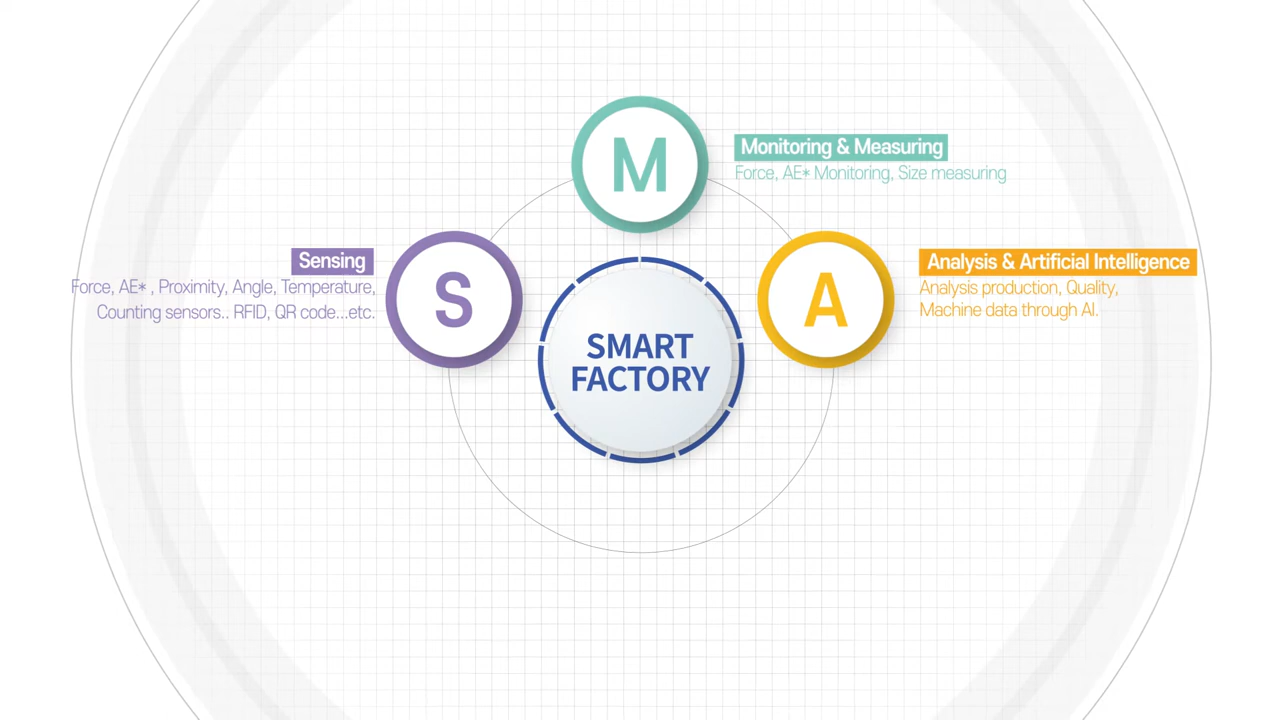 M
Monitoring & Measuring
Force, AE* Monitoring, Size measuring
S
Sensing
Force, AE* , Proximity, Angle, Temperature,
Counting sensors.. RFID, QR code...etc.
A
Analysis & Artificial Intelligence
Analysis production, Quality,
Machine data through AI.
SMART
FACTORY